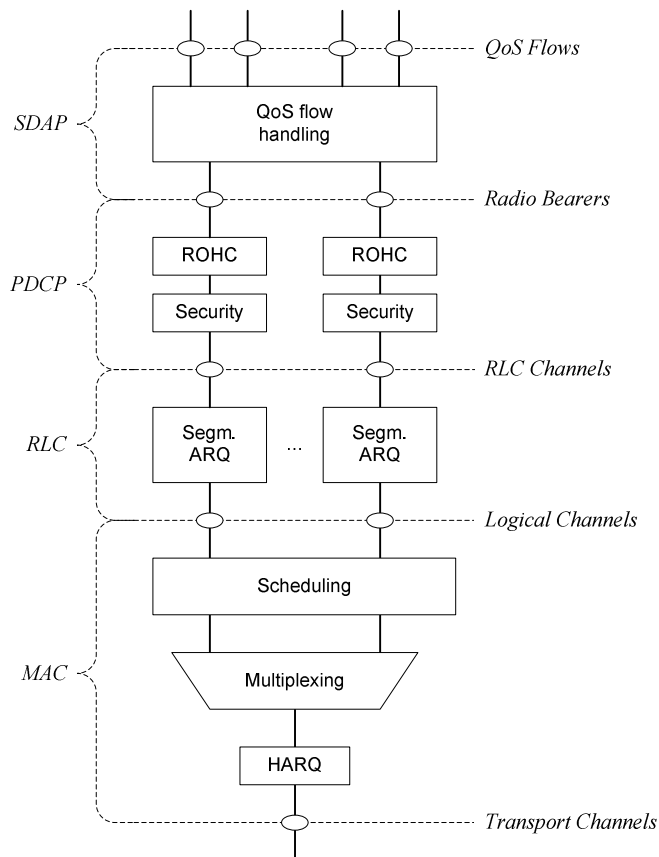 QoS Flows
SDAP
QoS flow
handling
Radio Bearers
ROHC
ROHC
PDCP
Security
Security
RLC Channels
RLC
Segm.
ARQ
...
Segm.
ARQ
Logical Channels
Scheduling
MAC
Multiplexing
HARQ
Transport Channels